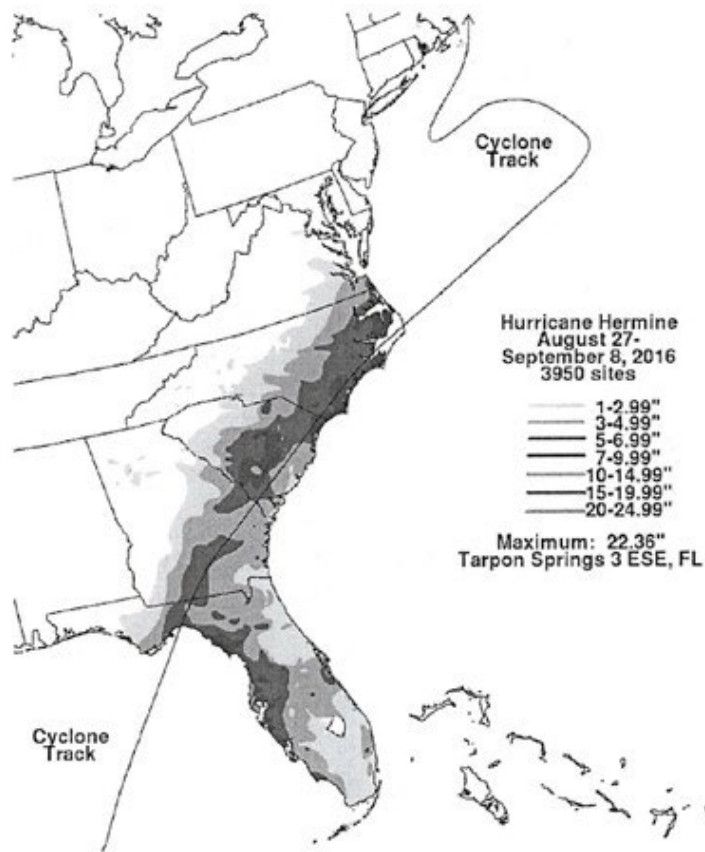 Cyclone
Track
Hurricane Hermine
August 27-
September 8, 2016
3950 sites
1-2.99"
3-4.99"
5-6.99"
7-9.99"
10-14.99"
15-19.99"
20-24.99"
Maximum: 22.36"
Tarpon Springs 3 ESE, FL
Cyclone
Track